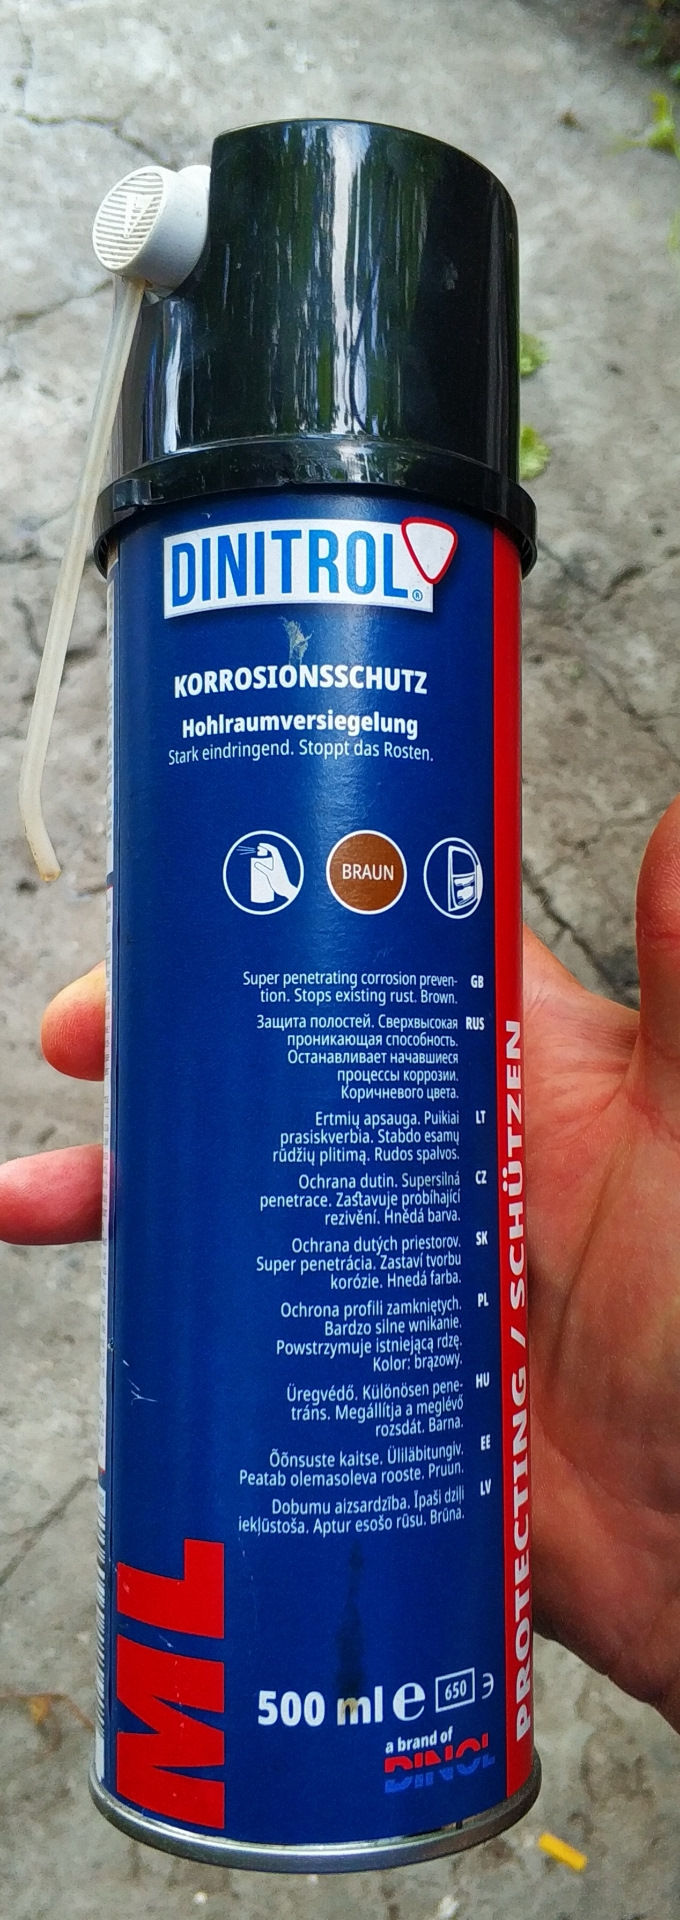 DINITROL®
KORROSIONSSCHUTZ
Hohlraumversiegelung
Stark eindringend. Stoppt das Rosten.
BRAUN
Super penetrating corrosion preven- GB
tion. Stops existing rust. Brown.
Защита полостей. Сверхвысокая RUS
проникающая способность.
Останавливает начавшиеся
процессы коррозии.
Коричневого цвета.
Ertmių apsauga. Puikiai LT
prasiskverbia. Stabdo esamų
rūdžių plitimą. Rudos spalvos.
Ochrana dutin. Supersilná CZ
penetrace. Zastavuje probíhající
rezivění. Hnědá barva.
Ochrana dutých priestorov. SK
Super penetrácia. Zastaví tvorbu
korózie. Hnedá farba.
Ochrona profili zamkniętych. PL
Bardzo silne wnikanie.
Powstrzymuje istniejącą rdzę.
Kolor: brązowy.
Üregvédő. Különösen pene- HU
tráns. Megállítja a meglévő
rozsdát. Barna.
Õõnsuste kaitse. Üliläbitungiv. EE
Peatab olemasoleva rooste. Pruun.
Dobumu aizsardzība. Īpaši dziļi LV
iekļūstoša. Aptur esošo rūsu. Brūna.
500 ml e 650 3
a brand of
DINOL
ML
PROTECTING / SCHÜTZEN